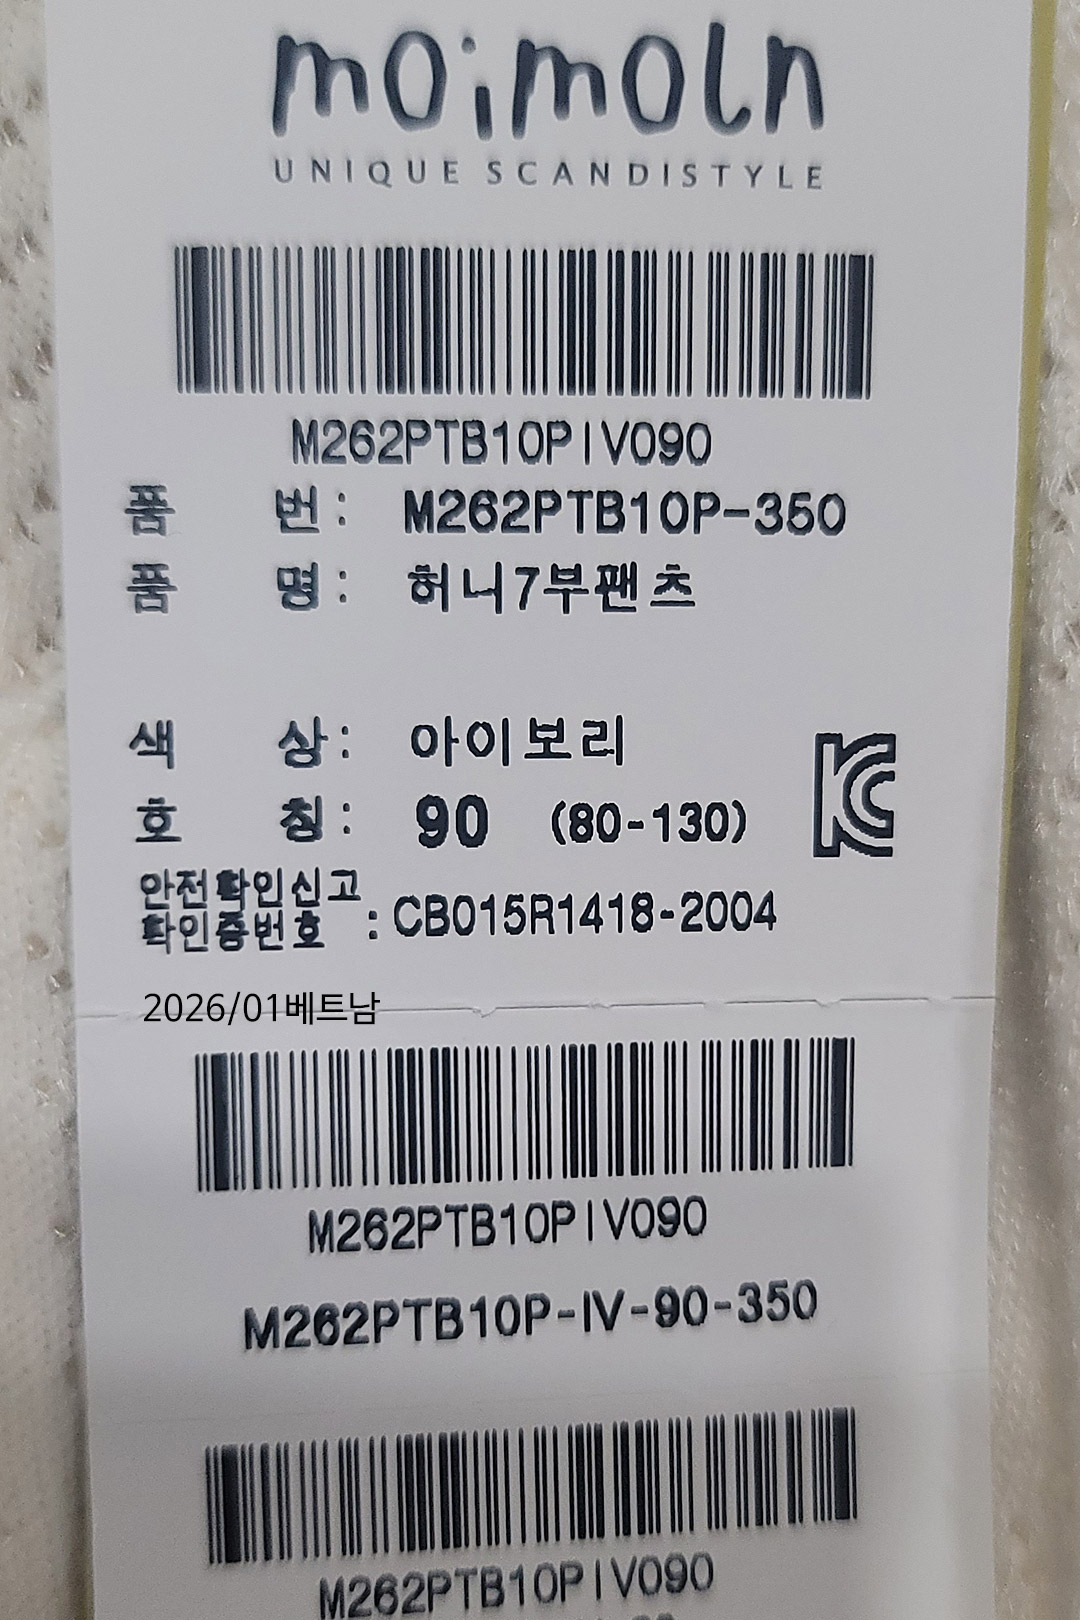 moimoln
UNIQUE SCANDISTYLE
M262PTB10PIV090
품 번: M262PTB10P-350
품 명: 허니7부팬츠
색 상: 아이보리
호 칭: 90 (80-130)
안전확인신고
확인증번호 : CB015R1418-2004
2026/01베트남
M262PTB10PIV090
M262PTB10P-IV-90-350
M262PTB10PIV090